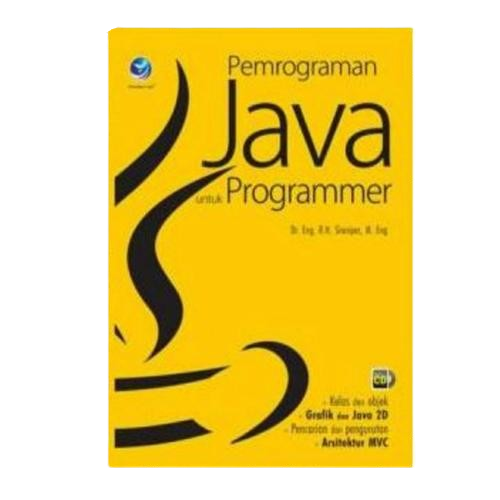 Pemrograman
Java
untuk Programmer
Dr. Eng. R.H. Sianipar, M. Eng.
CD
Kelas dan objek
Grafik dan Java 2D
Pencarian dan pengurutan
Arsitektur MVC